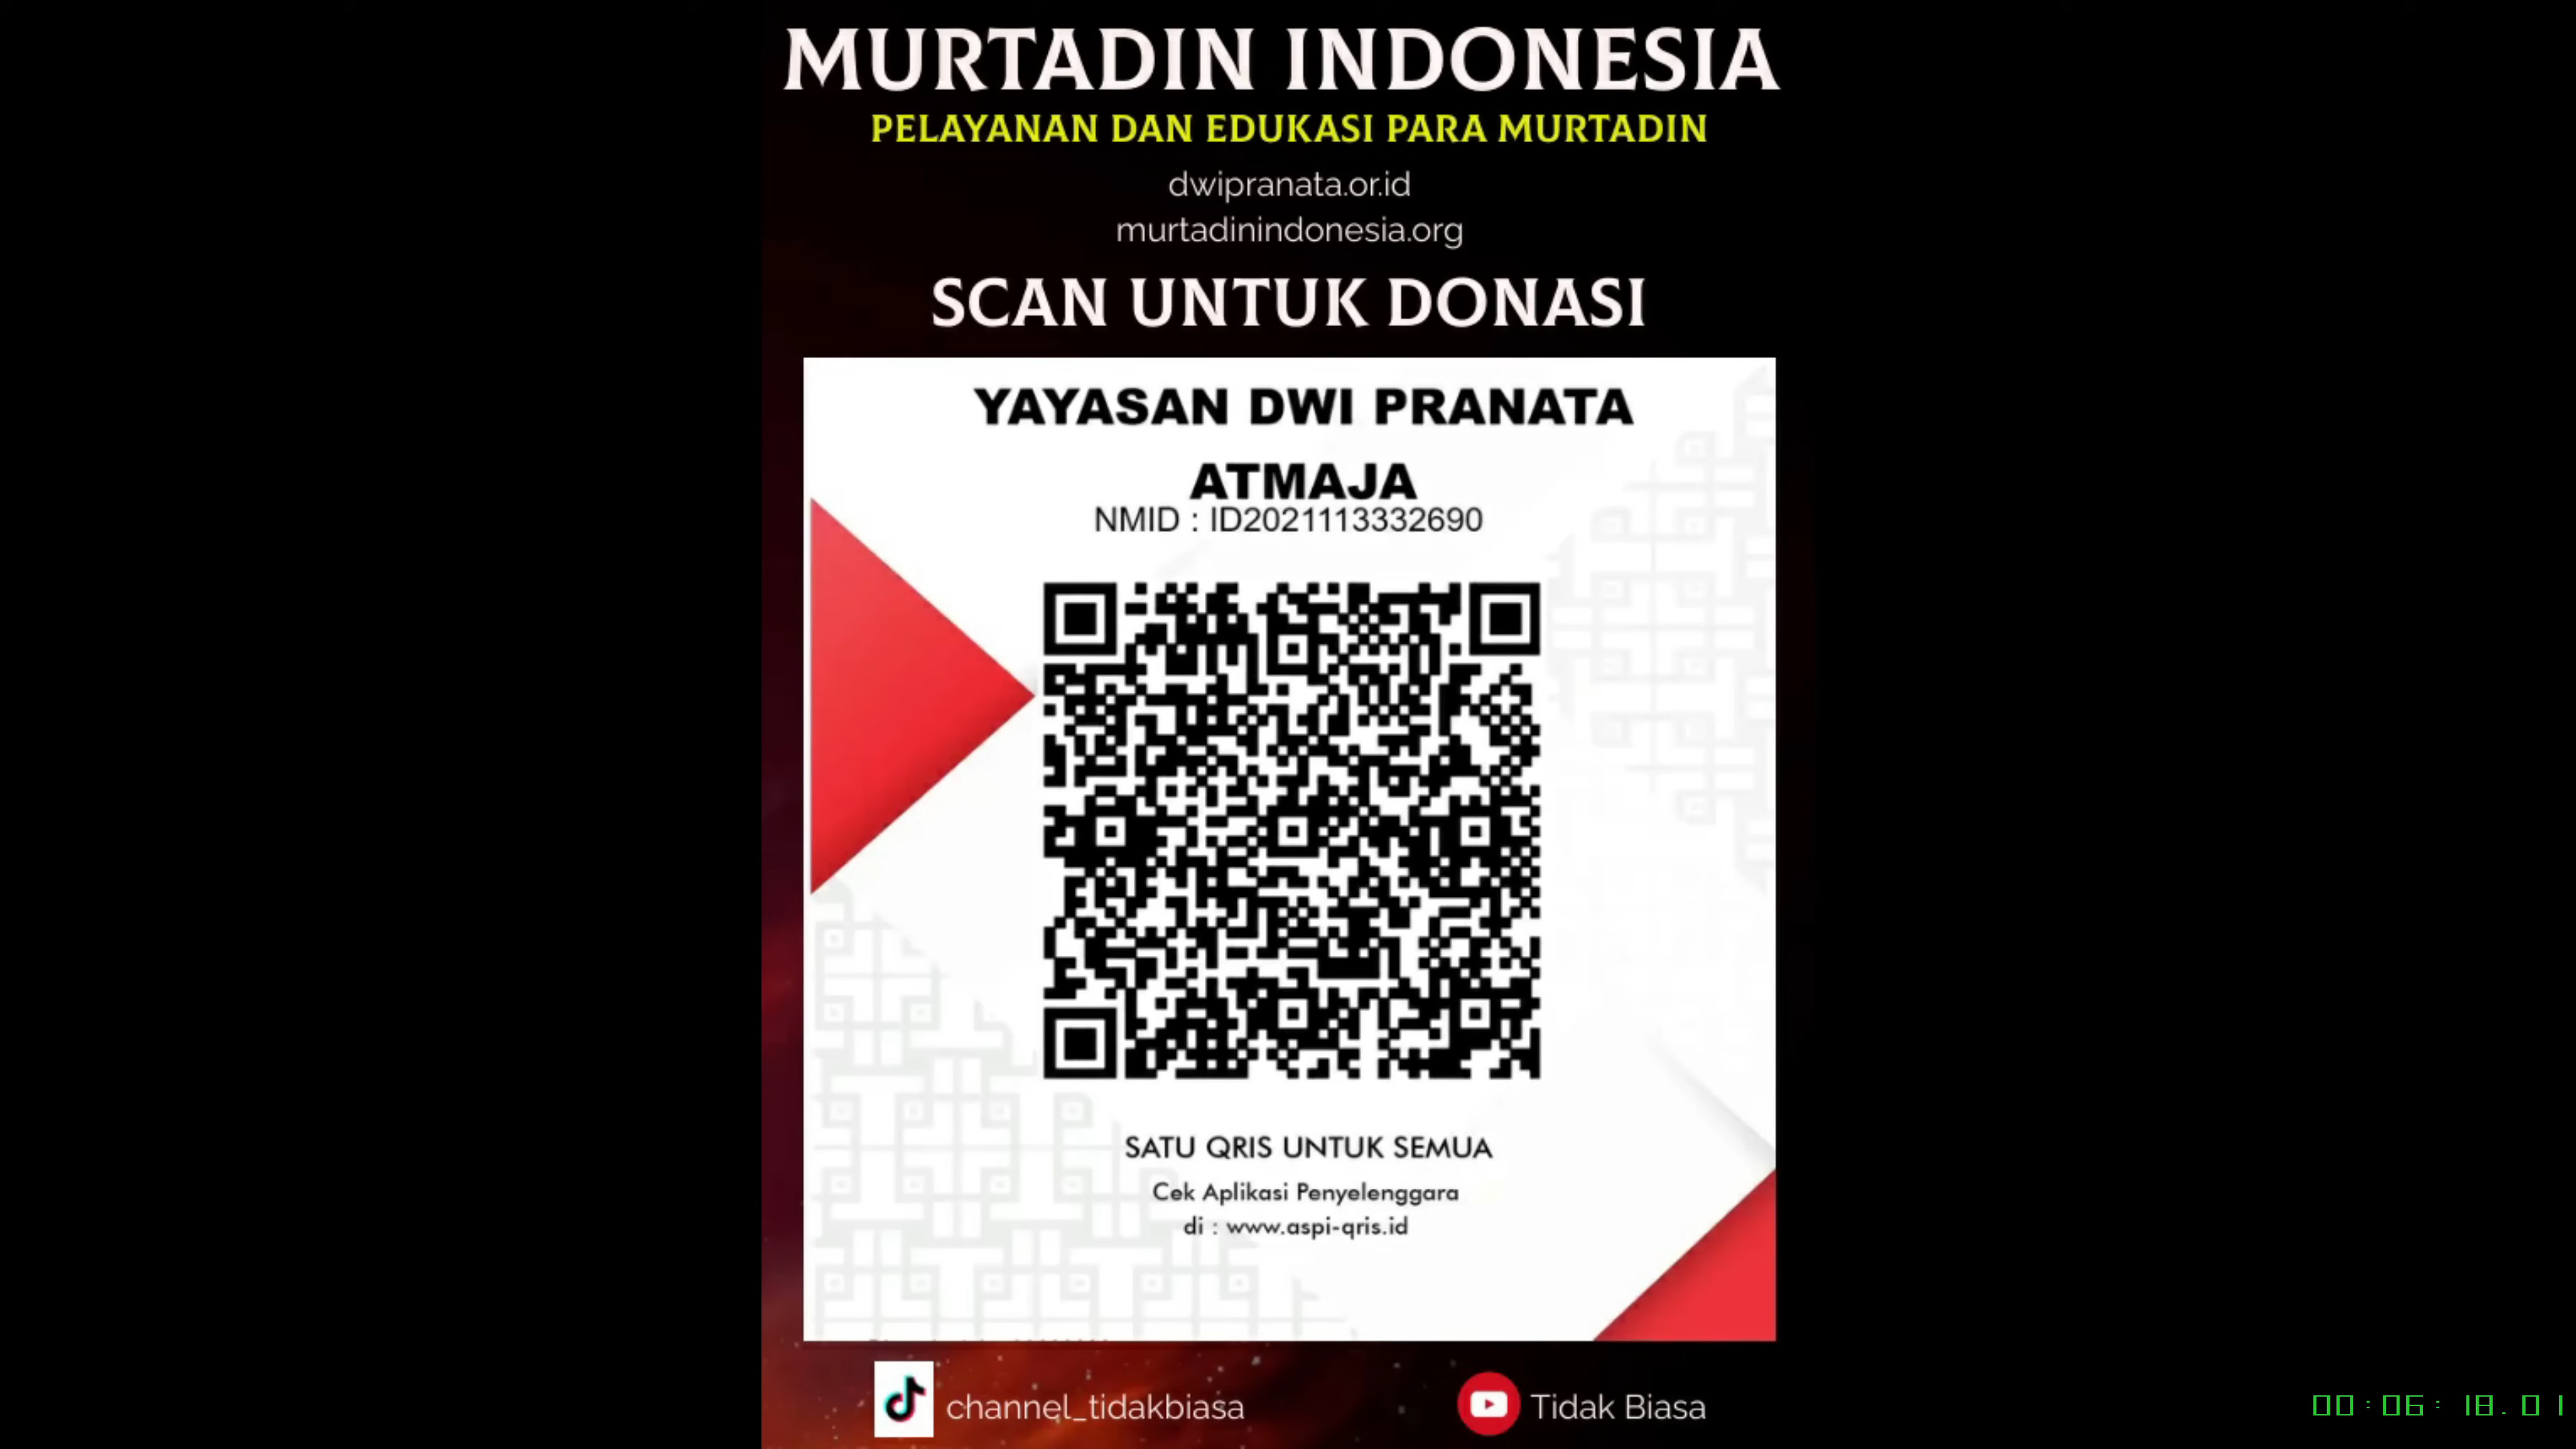 MURTADIN INDONESIA
PELAYANAN DAN EDUKASI PARA MURTADIN
dwipranata.or.id
murtadinindonesia.org
SCAN UNTUK DONASI
YAYASAN DWI PRANATA
ATMAJA
NMID : ID2021113332690
SATU QRIS UNTUK SEMUA
Cek Aplikasi Penyelenggara
di : www.aspi-qris.id
channel_tidakbiasa
Tidak Biasa
00:06:18.01